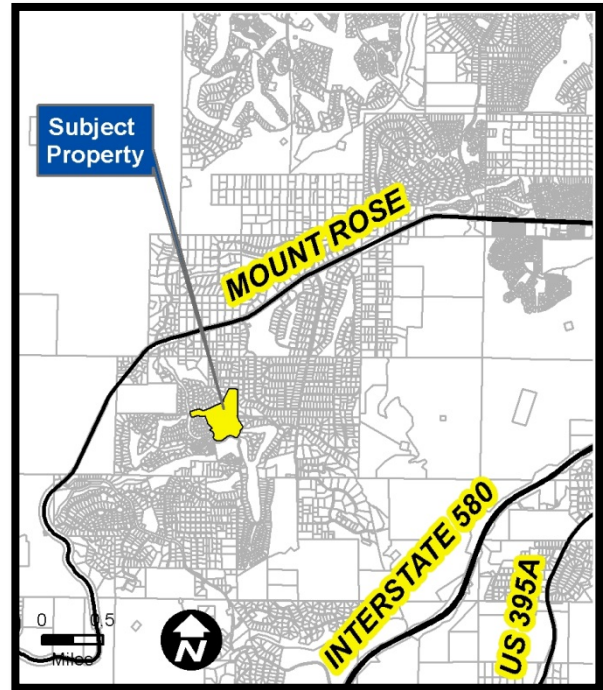 Subject
Property
MOUNT ROSE
INTERSTATE 580
US 395A
0 0.5
Miles
N